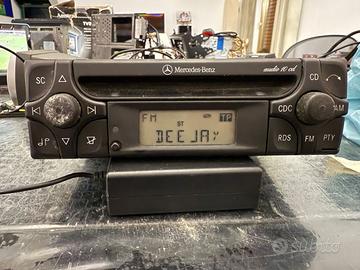 Mercedes-Benz audio 10 cd
SC CD
CDC AM
FM TP
ST
DEEJAY
RDS FM PTY
subito